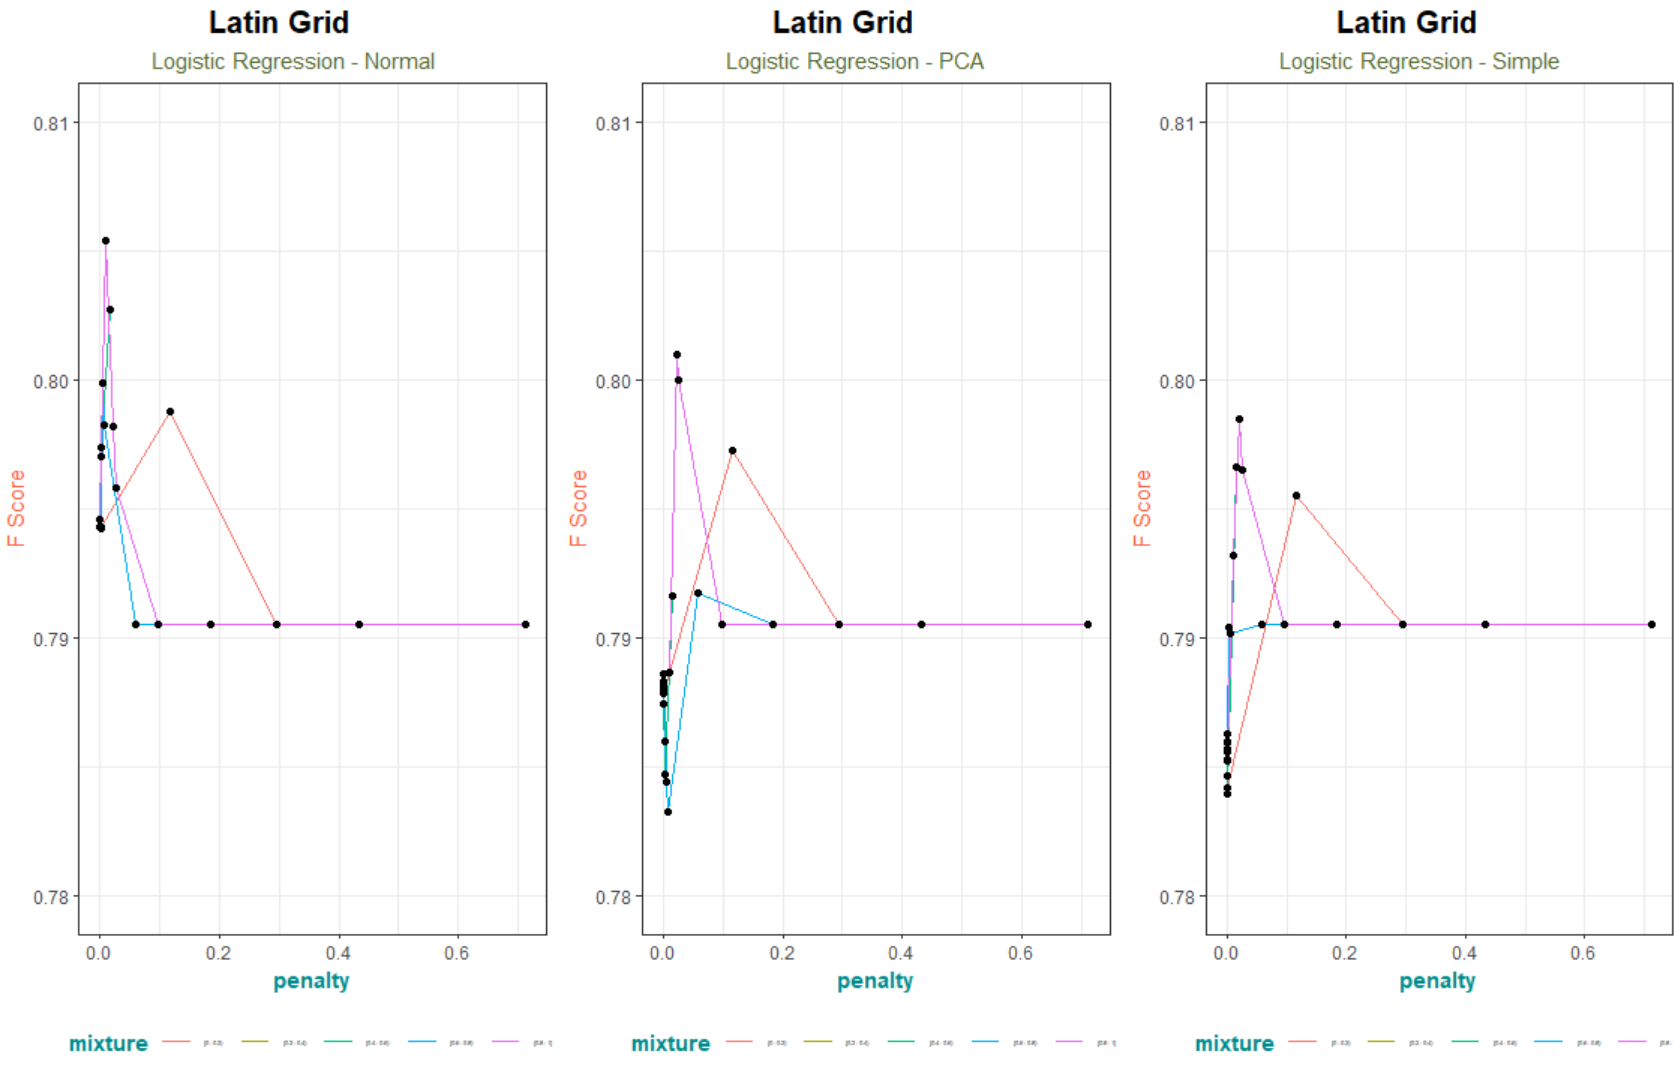 Latin Grid
Logistic Regression - Normal
0.81
0.80
0.79
0.78
F Score
0.0 0.2 0.4 0.6
penalty
mixture
Latin Grid
Logistic Regression - PCA
0.81
0.80
0.79
0.78
F Score
0.0 0.2 0.4 0.6
penalty
mixture
Latin Grid
Logistic Regression - Simple
0.81
0.80
0.79
0.78
F Score
0.0 0.2 0.4 0.6
penalty
mixture